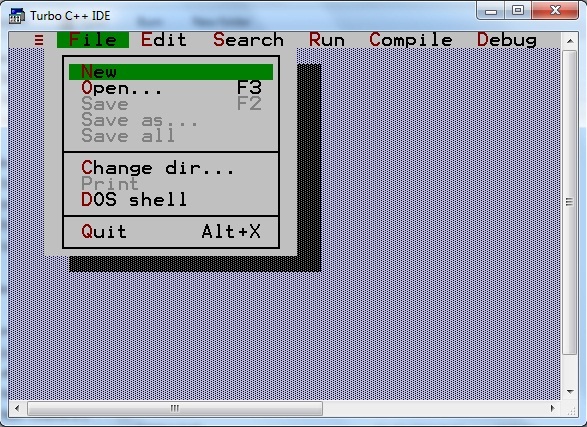 Turbo C++ IDE
≡ File Edit Search Run Compile Debug
New
Open... F3
Save F2
Save as...
Save all
Change dir...
Print
DOS shell
Quit Alt+X